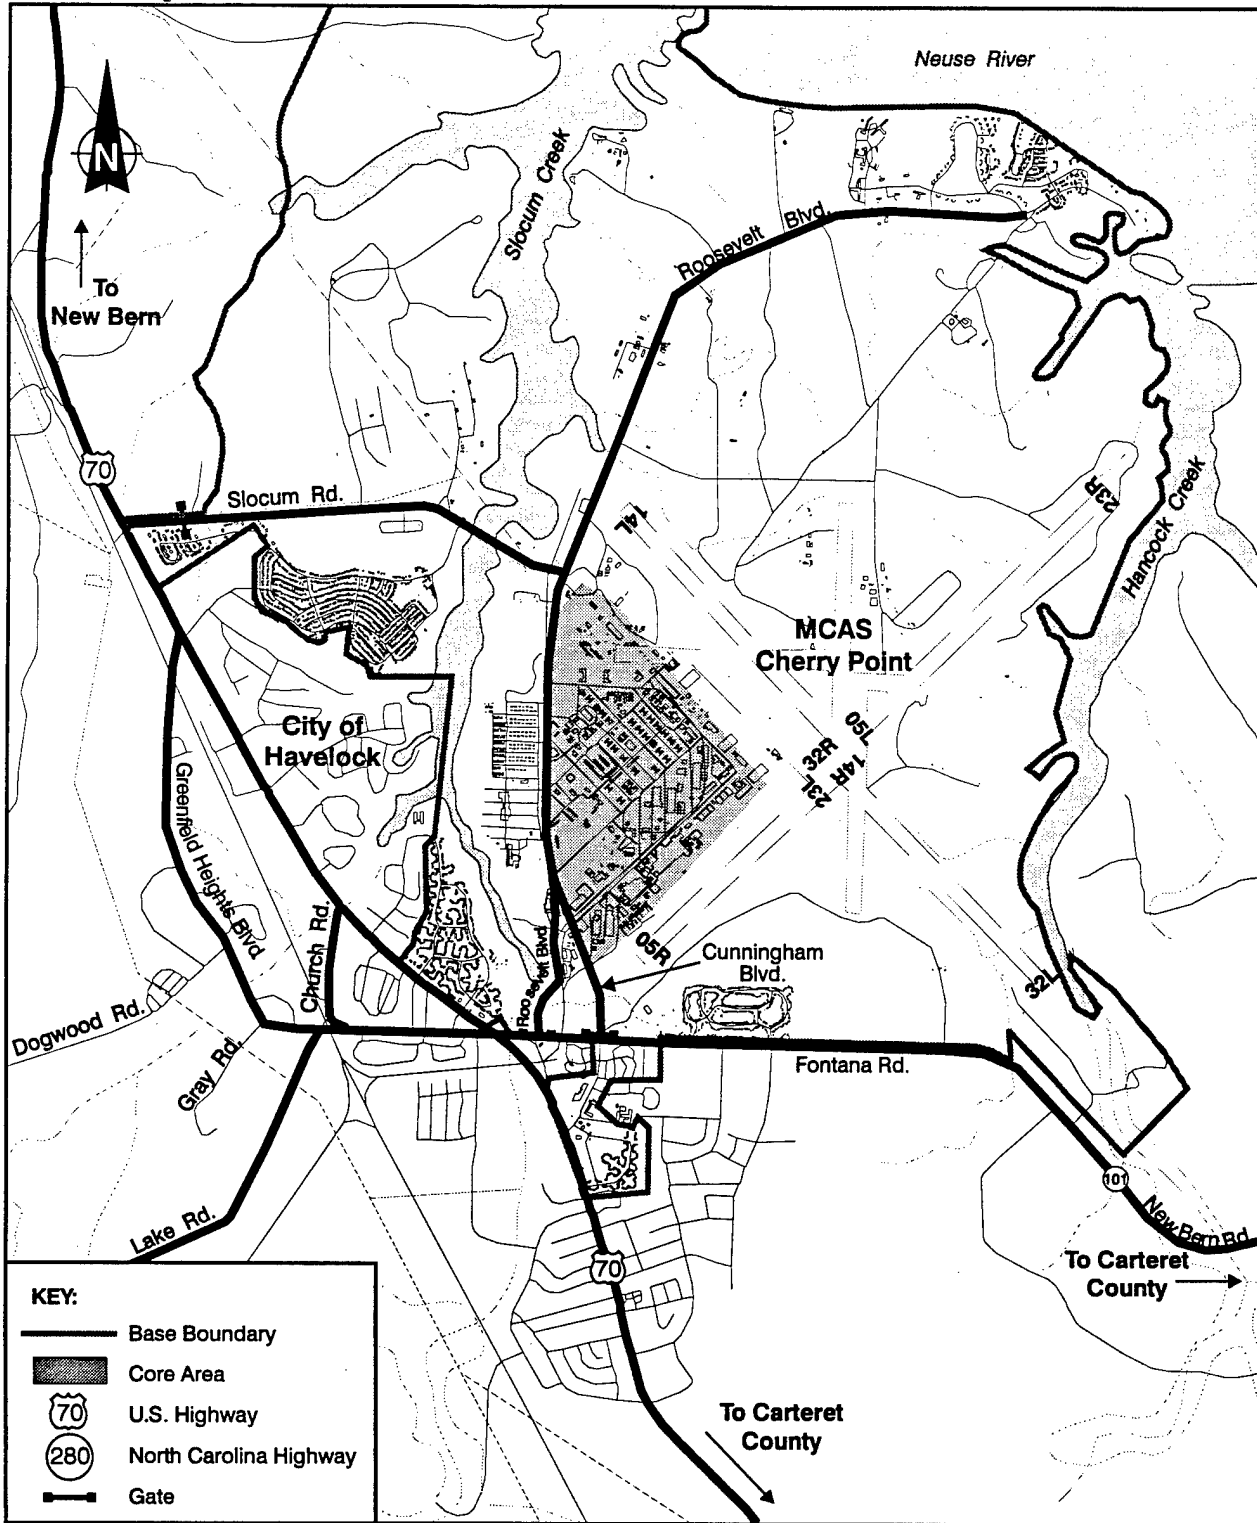 Neuse River
N
Slocum Creek
Roosevelt Blvd.
To
New Bern
70
Slocum Rd.
14L
23R
Hancock Creek
MCAS
Cherry Point
City of
Havelock
05L
32R
14R
23L
Greenfield Heights Blvd
Church Rd.
Roosevelt Blvd
05R
Cunningham
Blvd.
32L
Dogwood Rd.
Gray Rd.
Fontana Rd.
Lake Rd.
101
New Bern Rd.
To Carteret
County
70
To Carteret
County
KEY:
Base Boundary
Core Area
70 U.S. Highway
280 North Carolina Highway
Gate